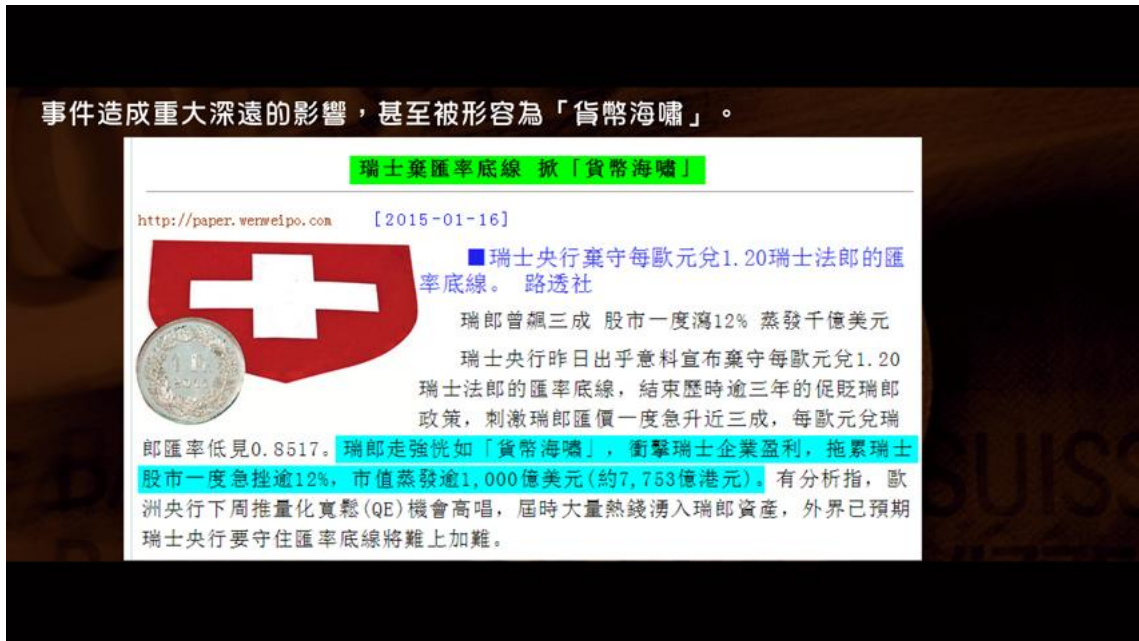 事件造成重大深遠的影響，甚至被形容為「貨幣海嘯」。
瑞士棄匯率底線 掀「貨幣海嘯」
http://paper.wenweipo.com [2015-01-16]
■瑞士央行棄守每歐元兌1.20瑞士法郎的匯
率底線。 路透社
瑞郎曾飆三成 股市一度瀉12% 蒸發千億美元
瑞士央行昨日出乎意料宣布棄守每歐元兌1.20
瑞士法郎的匯率底線，結束歷時逾三年的促貶瑞郎
政策，刺激瑞郎匯價一度急升近三成，每歐元兌瑞
郎匯率低見0.8517。瑞郎走強恍如「貨幣海嘯」，衝擊瑞士企業盈利，拖累瑞士
股市一度急挫逾12%，市值蒸發逾1,000億美元(約7,753億港元)。有分析指，歐
洲央行下周推量化寬鬆(QE)機會高唱，屆時大量熱錢湧入瑞郎資產，外界已預期
瑞士央行要守住匯率底線將難上加難。
SUISS